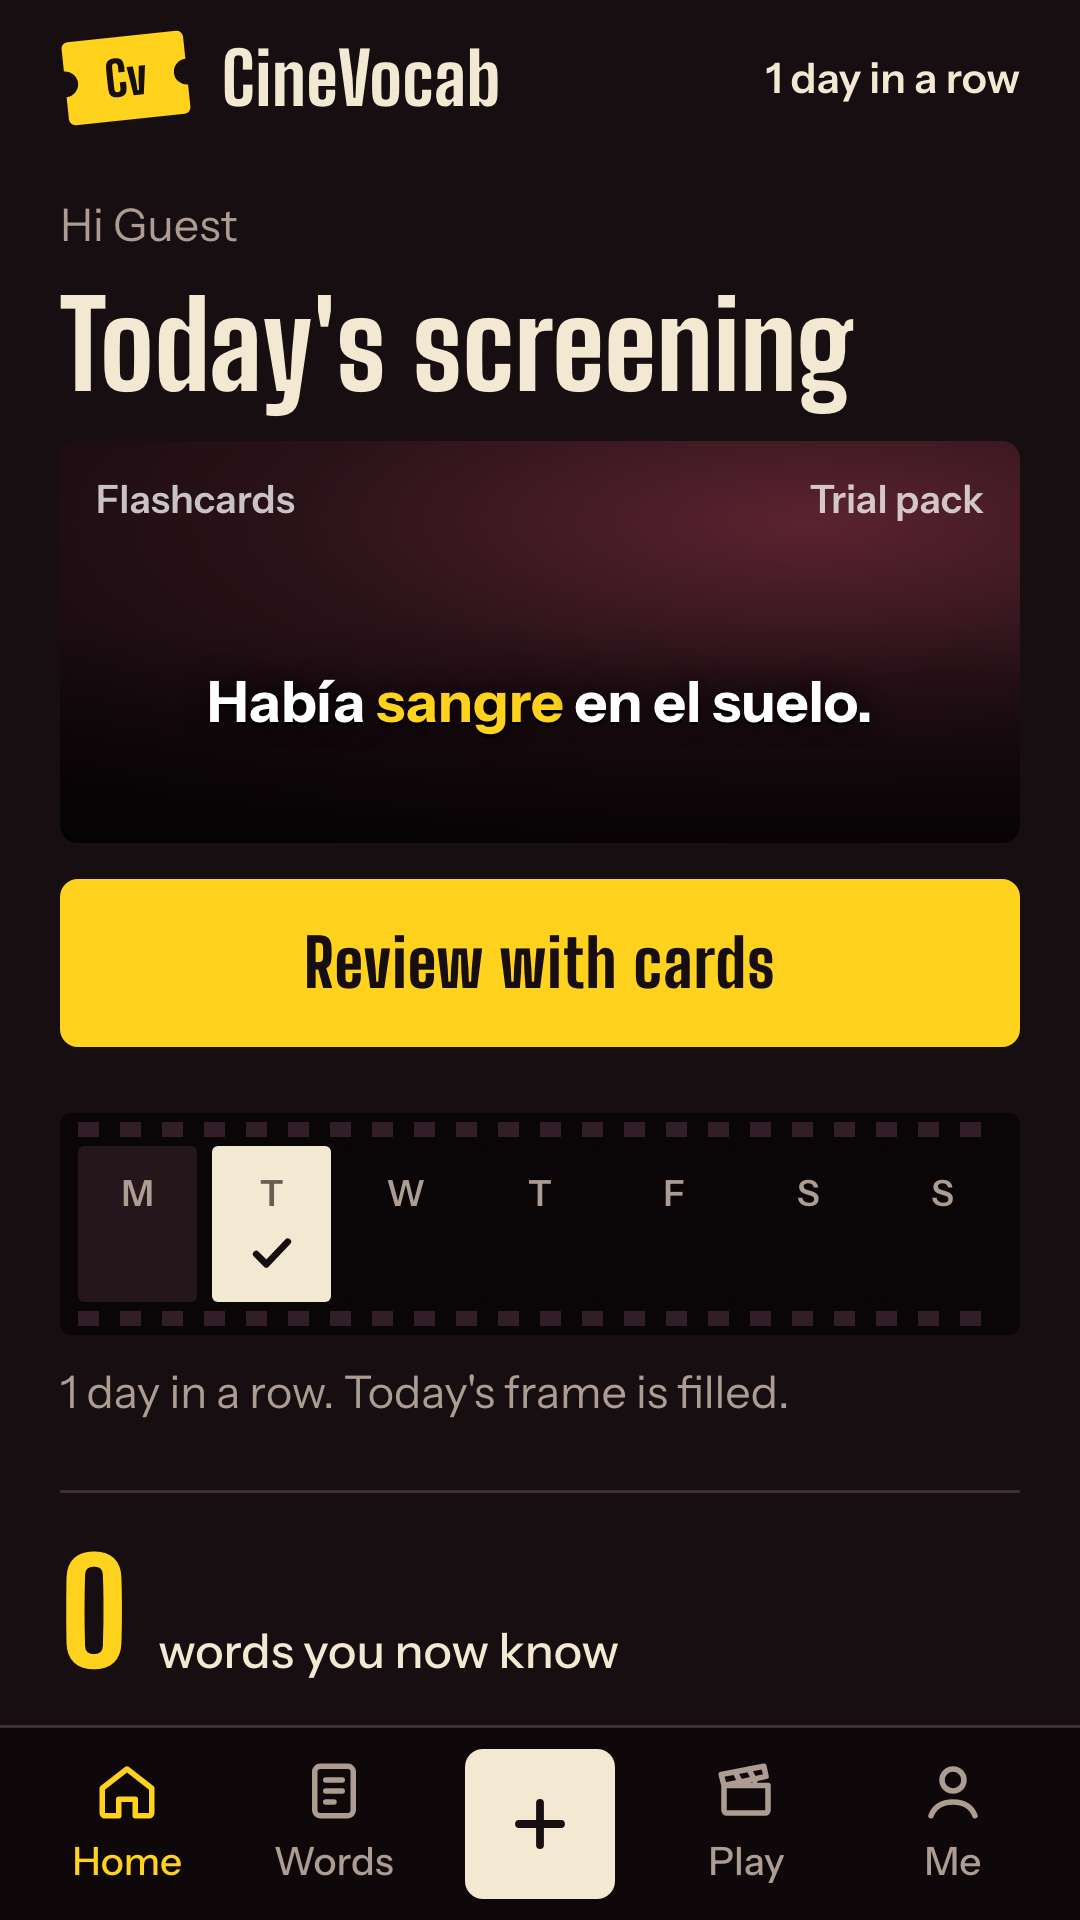 Cv CineVocab 1 day in a row
Hi Guest
Today's screening
Flashcards Trial pack
Había sangre en el suelo.
Review with cards
M T W T F S S
1 day in a row. Today's frame is filled.
0 words you now know
Home Words Play Me